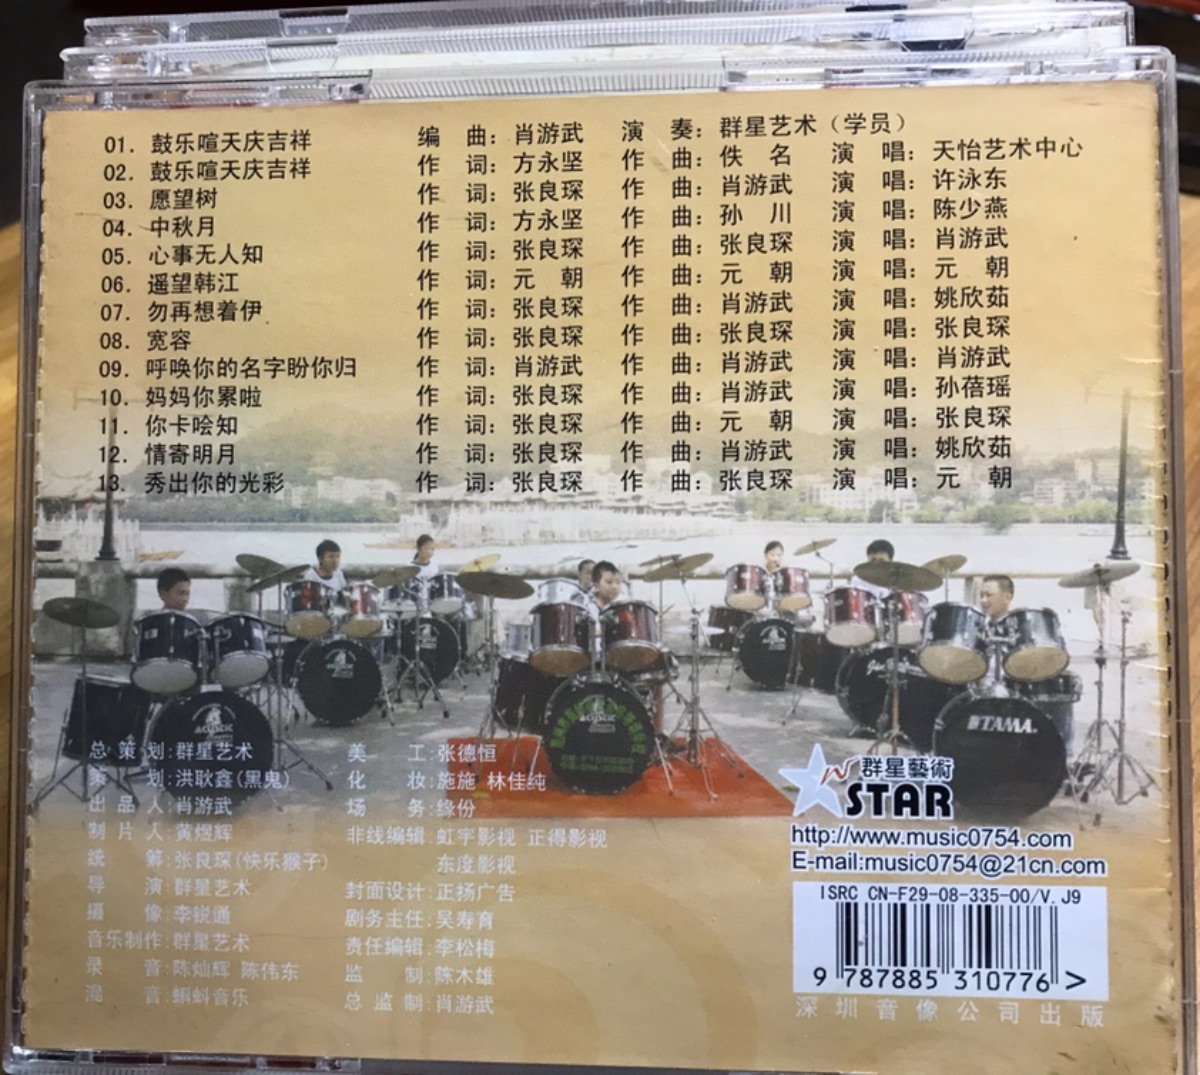 01. 鼓乐喧天庆吉祥 编 曲: 肖游武 演 奏: 群星艺术（学员）
02. 鼓乐喧天庆吉祥 作 词: 方永坚 作 曲: 佚 名 演 唱: 天怡艺术中心
03. 愿望树 作 词: 张良琛 作 曲: 肖游武 演 唱: 许泳东
04. 中秋月 作 词: 方永坚 作 曲: 孙 川 演 唱: 陈少燕
05. 心事无人知 作 词: 张良琛 作 曲: 张良琛 演 唱: 肖游武
06. 遥望韩江 作 词: 元 朝 作 曲: 元 朝 演 唱: 元 朝
07. 勿再想着伊 作 词: 张良琛 作 曲: 肖游武 演 唱: 姚欣茹
08. 宽容 作 词: 张良琛 作 曲: 张良琛 演 唱: 张良琛
09. 呼唤你的名字盼你归 作 词: 肖游武 作 曲: 肖游武 演 唱: 肖游武
10. 妈妈你累啦 作 词: 张良琛 作 曲: 肖游武 演 唱: 孙蓓瑶
11. 你卡哙知 作 词: 张良琛 作 曲: 元 朝 演 唱: 张良琛
12. 情寄明月 作 词: 张良琛 作 曲: 肖游武 演 唱: 姚欣茹
13. 秀出你的光彩 作 词: 张良琛 作 曲: 张良琛 演 唱: 元 朝
TAMA
总 策 划: 群星艺术
策 划: 洪耿鑫(黑鬼)
出 品 人: 肖游武
制 片 人: 黄煜辉
统 筹: 张良琛(快乐猴子)
导 演: 群星艺术
摄 像: 李锐通
音乐制作: 群星艺术
录 音: 陈灿辉 陈伟东
混 音: 蝌蚪音乐
美 工: 张德恒
化 妆: 施施 林佳纯
场 务: 缘份
非线编辑: 虹宇影视 正得影视
东度影视
封面设计: 正扬广告
剧务主任: 吴寿育
责任编辑: 李松梅
监 制: 陈木雄
总 监 制: 肖游武
群星藝術
STAR
http://www.music0754.com
E-mail:music0754@21cn.com
ISRC CN-F29-08-335-00/V.J9
9 787885 310776 >
深圳音像公司出版